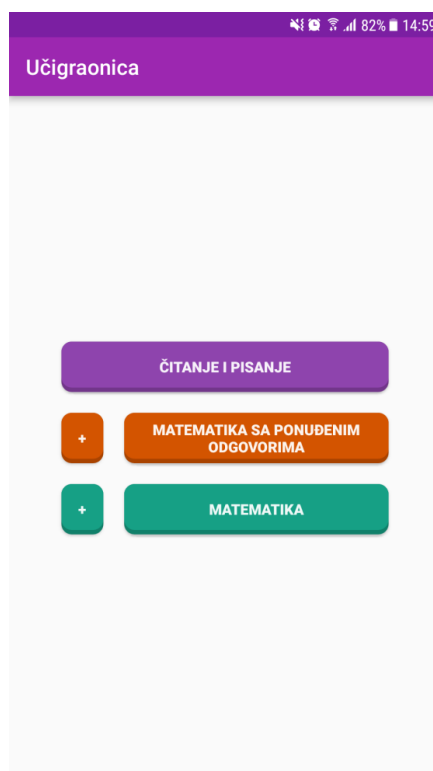 82% 14:59
Učigraonica
ČITANJE I PISANJE
+
MATEMATIKA SA PONUĐENIM
ODGOVORIMA
+
MATEMATIKA